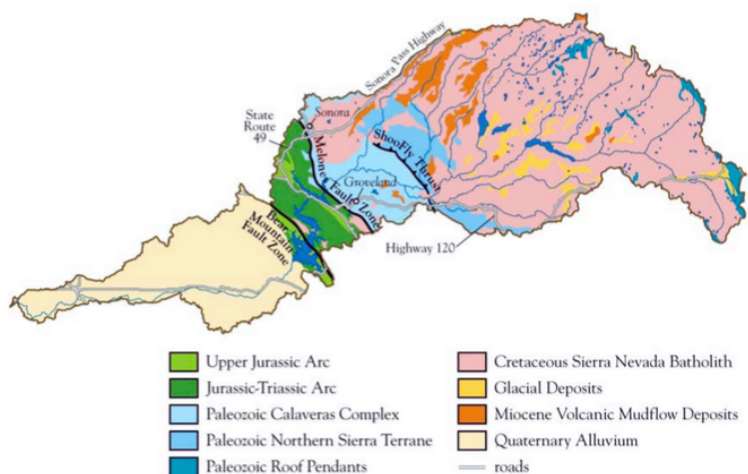 Sonora Pass Highway
Sonora
State
Route
49
ShooFly Thrust
Melones Fault Zone
Groveland
Bear
Mountain
Fault Zone
Highway 120
Upper Jurassic Arc
Jurassic-Triassic Arc
Paleozoic Calaveras Complex
Paleozoic Northern Sierra Terrane
Paleozoic Roof Pendants
Cretaceous Sierra Nevada Batholith
Glacial Deposits
Miocene Volcanic Mudflow Deposits
Quaternary Alluvium
roads